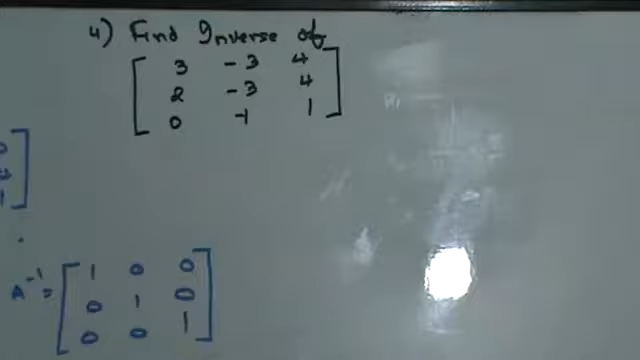 4) Find Inverse of
3 -3 4
2 -3 4
0 -1 1
A⁻¹ = 1 0 0
0 1 0
0 0 1